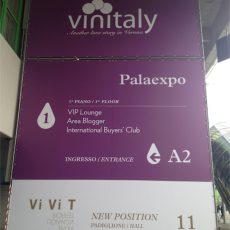 vinitaly
Another love story in Verona
Palaexpo
1° PIANO / 1st FLOOR
1
VIP Lounge
Area Blogger
International Buyers' Club
INGRESSO / ENTRANCE
A2
Vi Vi T
NEW POSITION
PADIGLIONE / HALL
11